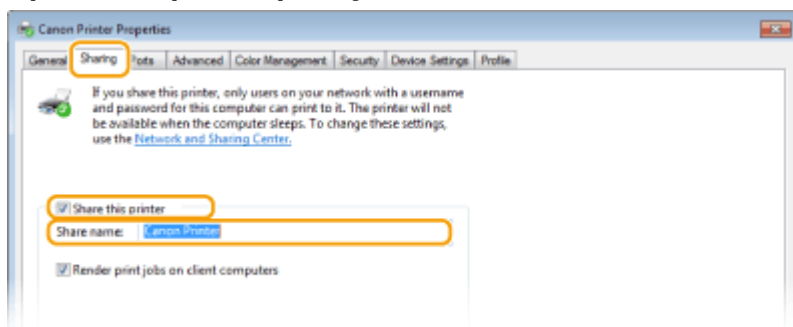 Canon Printer Properties
General Sharing Ports Advanced Color Management Security Device Settings Profile
If you share this printer, only users on your network with a username
and password for this computer can print to it. The printer will not
be available when the computer sleeps. To change these settings,
use the Network and Sharing Center.
Share this printer
Share name: Canon Printer
Render print jobs on client computers